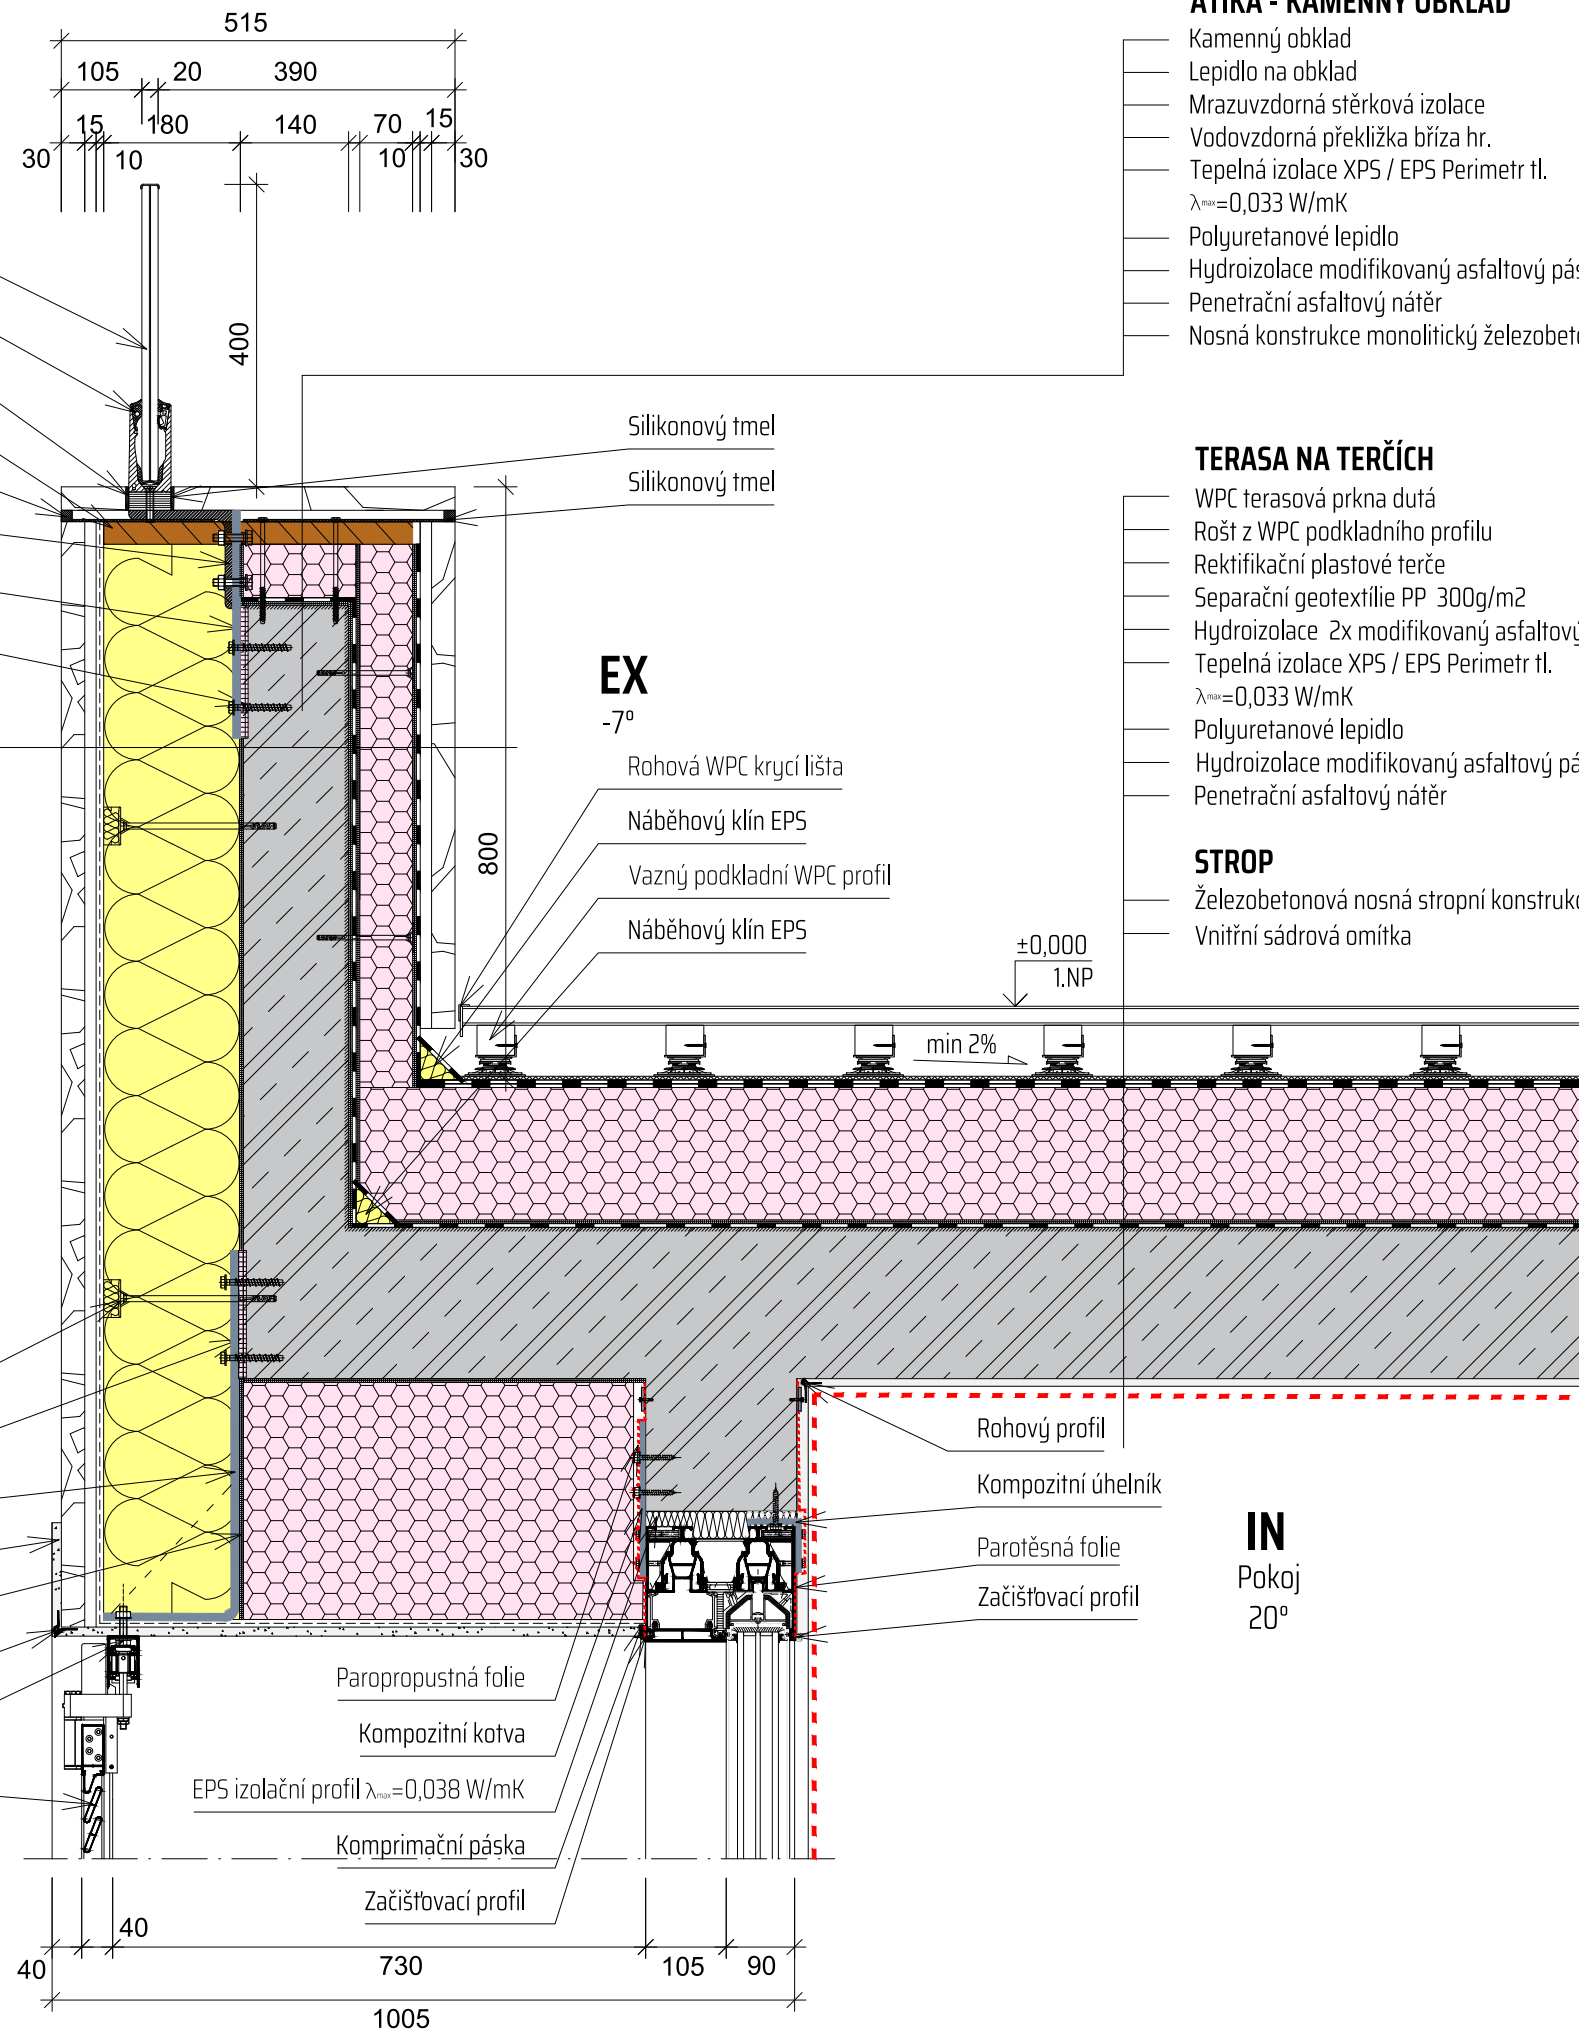 515
105 20 390
15 180 140 70 15
30 10 10 30
400
800
ATIKA - KAMENNÝ OBKLAD
Kamenný obklad
Lepidlo na obklad
Mrazuvzdorná stěrková izolace
Vodovzdorná překližka bříza hr.
Tepelná izolace XPS / EPS Perimetr tl.
λmax=0,033 W/mK
Polyuretanové lepidlo
Hydroizolace modifikovaný asfaltový pás
Penetrační asfaltový nátěr
Nosná konstrukce monolitický železobeto
Silikonový tmel
Silikonový tmel
TERASA NA TERČÍCH
WPC terasová prkna dutá
Rošt z WPC podkladního profilu
Rektifikační plastové terče
Separační geotextílie PP 300g/m2
Hydroizolace 2x modifikovaný asfaltový
Tepelná izolace XPS / EPS Perimetr tl.
λmax=0,033 W/mK
Polyuretanové lepidlo
Hydroizolace modifikovaný asfaltový pá
Penetrační asfaltový nátěr
STROP
Železobetonová nosná stropní konstrukc
Vnitřní sádrová omítka
EX
-7°
Rohová WPC krycí lišta
Náběhový klín EPS
Vazný podkladní WPC profil
Náběhový klín EPS
±0,000
1.NP
min 2%
Rohový profil
Kompozitní úhelník
Parotěsná folie
Začišťovací profil
IN
Pokoj
20°
Paropropustná folie
Kompozitní kotva
EPS izolační profil λmax=0,038 W/mK
Komprimační páska
Začišťovací profil
40 40 730 105 90
1005